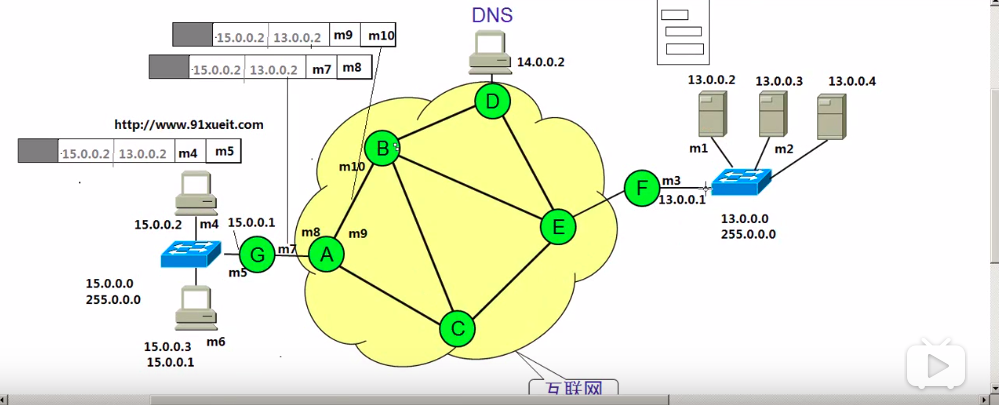 DNS
15.0.0.2 13.0.0.2 m9 m10
15.0.0.2 13.0.0.2 m7 m8
14.0.0.2
13.0.0.2 13.0.0.3 13.0.0.4
http://www.91xueit.com
15.0.0.2 13.0.0.2 m4 m5
D
B
m10
m1 m2
m3
F
13.0.0.1
15.0.0.2 m4
15.0.0.1
m8 m9
E
13.0.0.0
255.0.0.0
G
m7
A
m5
15.0.0.0
255.0.0.0
C
m6
15.0.0.3
15.0.0.1
互联网